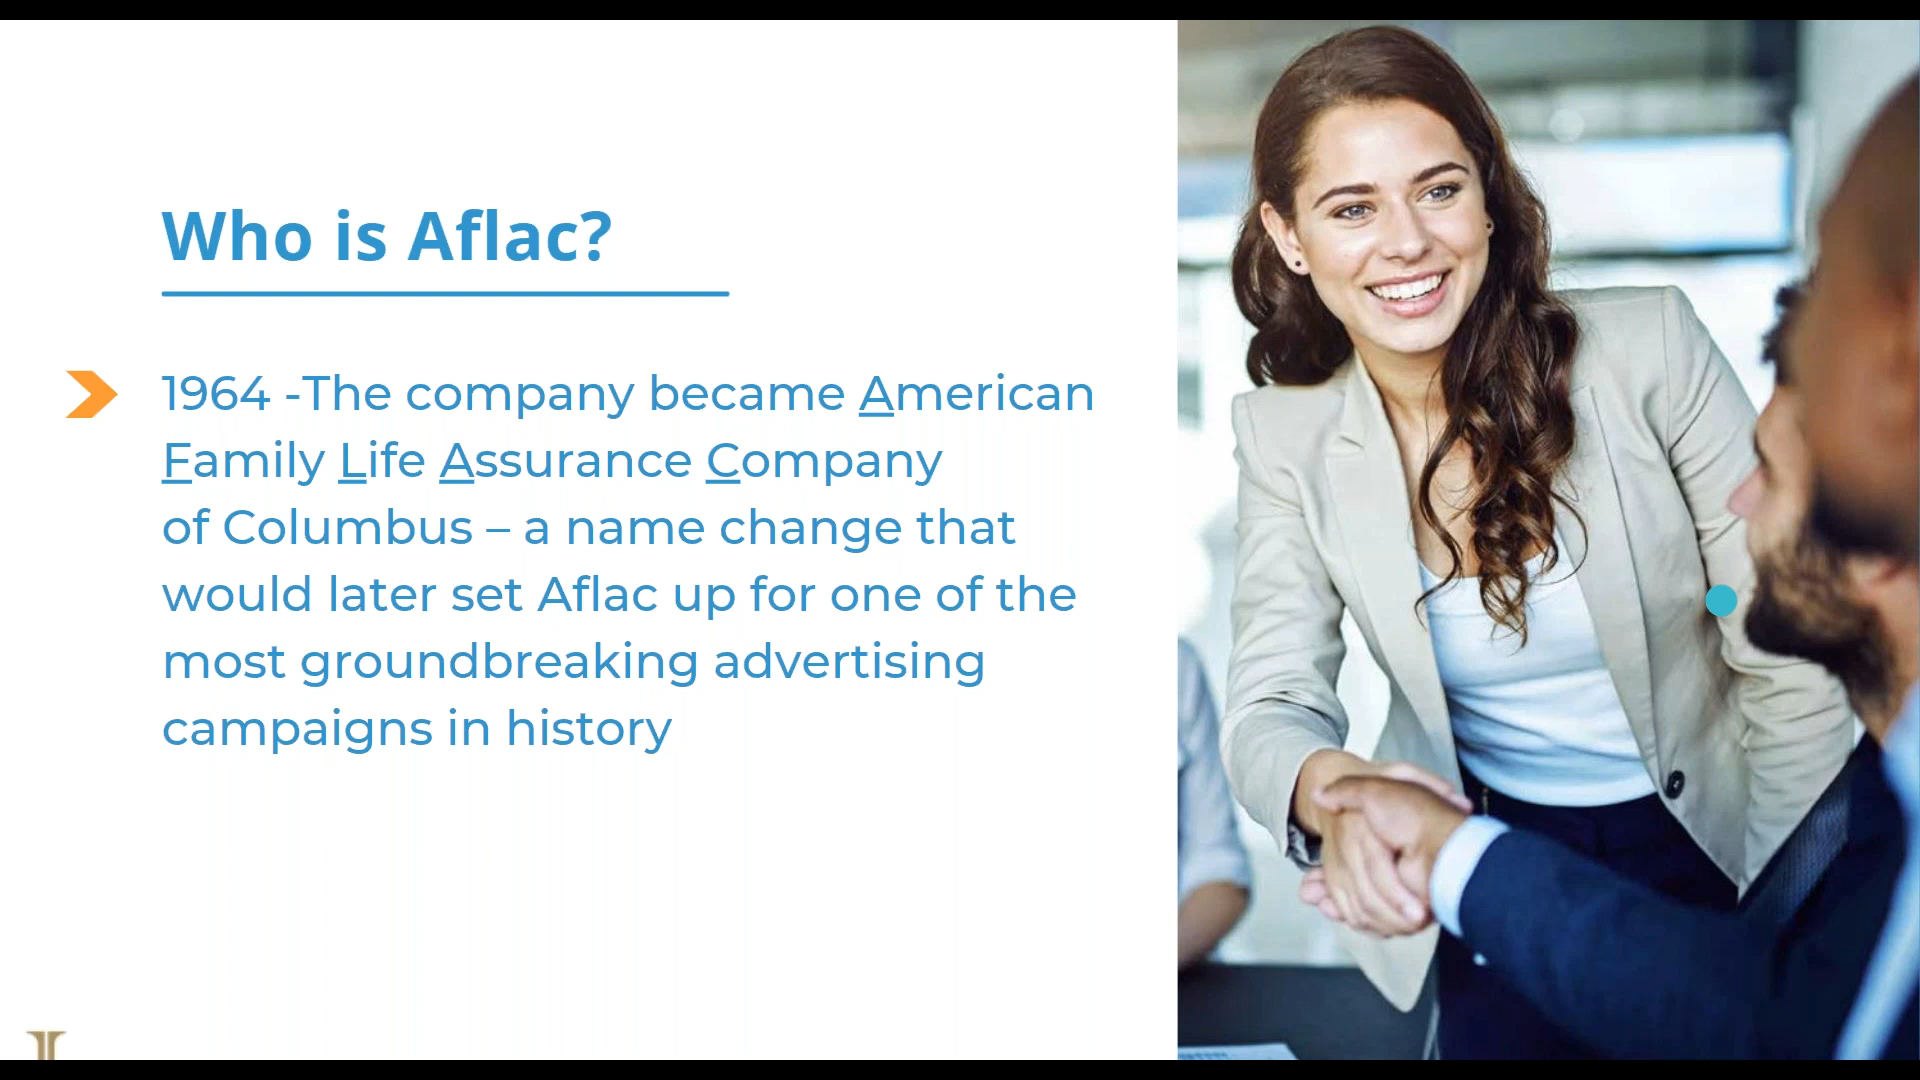 Who is Aflac?
1964 -The company became American
Family Life Assurance Company
of Columbus – a name change that
would later set Aflac up for one of the
most groundbreaking advertising
campaigns in history